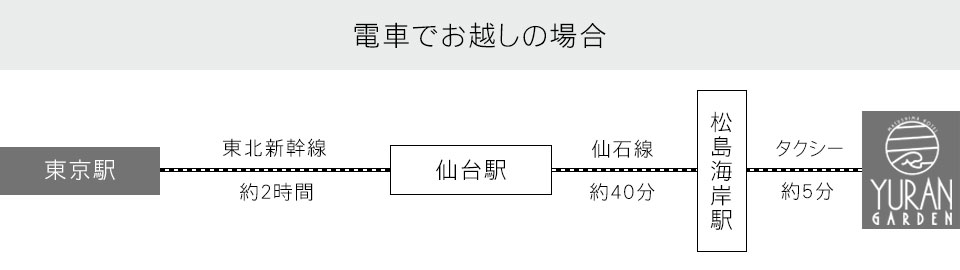 電車でお越しの場合
東京駅
東北新幹線
約2時間
仙台駅
仙石線
約40分
松島海岸駅
タクシー
約5分
MATSUSHIMA HOTEL
YURAN
GARDEN